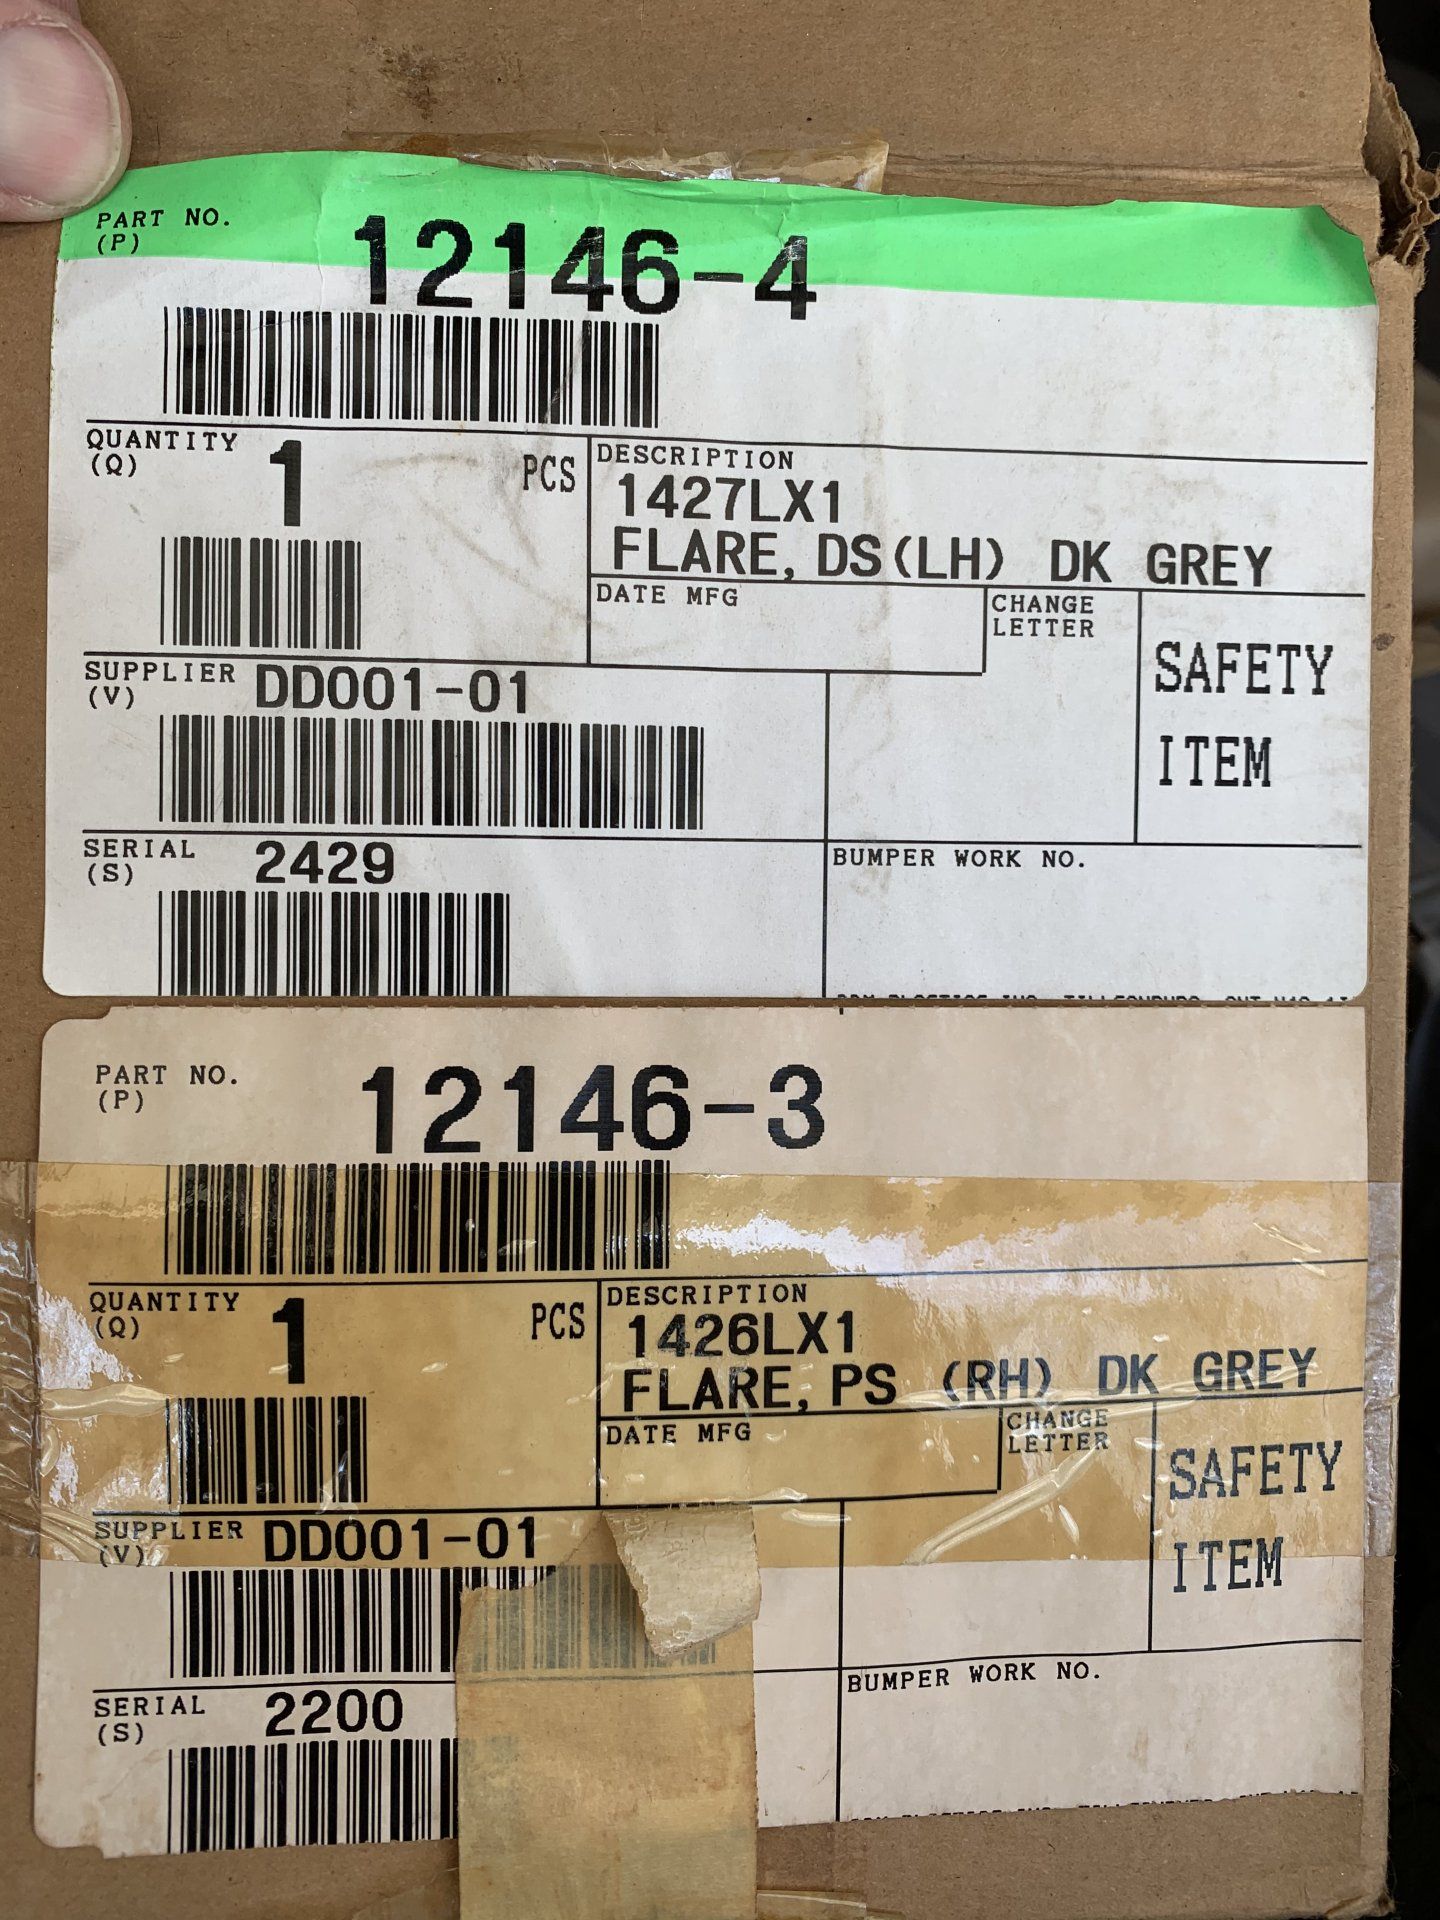 PART NO.
(P)
12146-4
QUANTITY
(Q)
1
PCS
DESCRIPTION
1427LX1
FLARE, DS(LH) DK GREY
DATE MFG
CHANGE
LETTER
SAFETY
ITEM
SUPPLIER
(V)
DD001-01
SERIAL
(S)
2429
BUMPER WORK NO.
PART NO.
(P)
12146-3
QUANTITY
(Q)
1
PCS
DESCRIPTION
1426LX1
FLARE, PS (RH) DK GREY
DATE MFG
CHANGE
LETTER
SAFETY
ITEM
SUPPLIER
(V)
DD001-01
SERIAL
(S)
2200
BUMPER WORK NO.